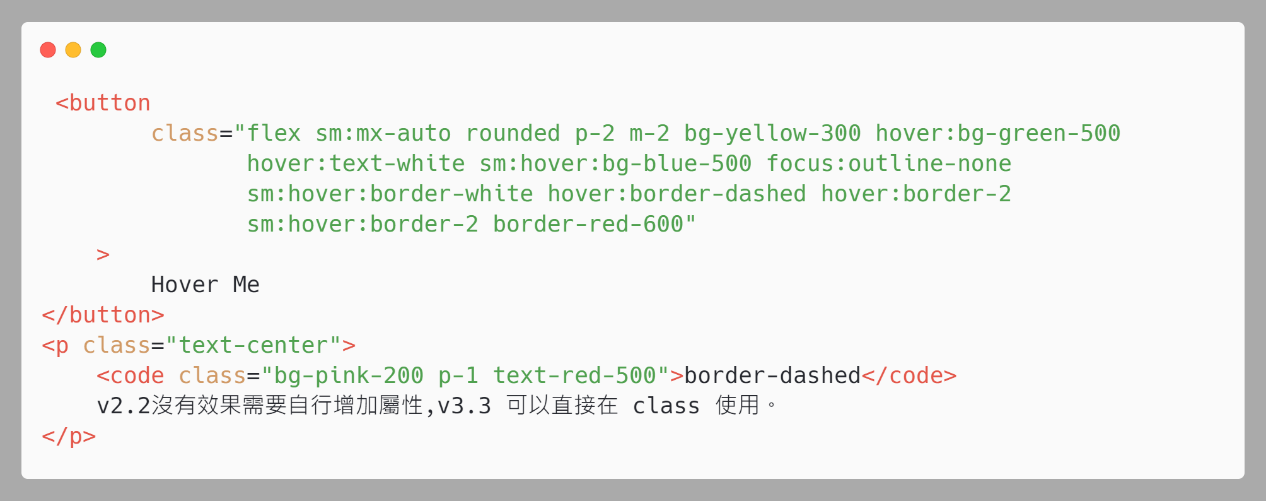 <button
class="flex sm:mx-auto rounded p-2 m-2 bg-yellow-300 hover:bg-green-500
hover:text-white sm:hover:bg-blue-500 focus:outline-none
sm:hover:border-white hover:border-dashed hover:border-2
sm:hover:border-2 border-red-600"
>
Hover Me
</button>
<p class="text-center">
<code class="bg-pink-200 p-1 text-red-500">border-dashed</code>
v2.2沒有效果需要自行增加屬性,v3.3 可以直接在 class 使用。
</p>